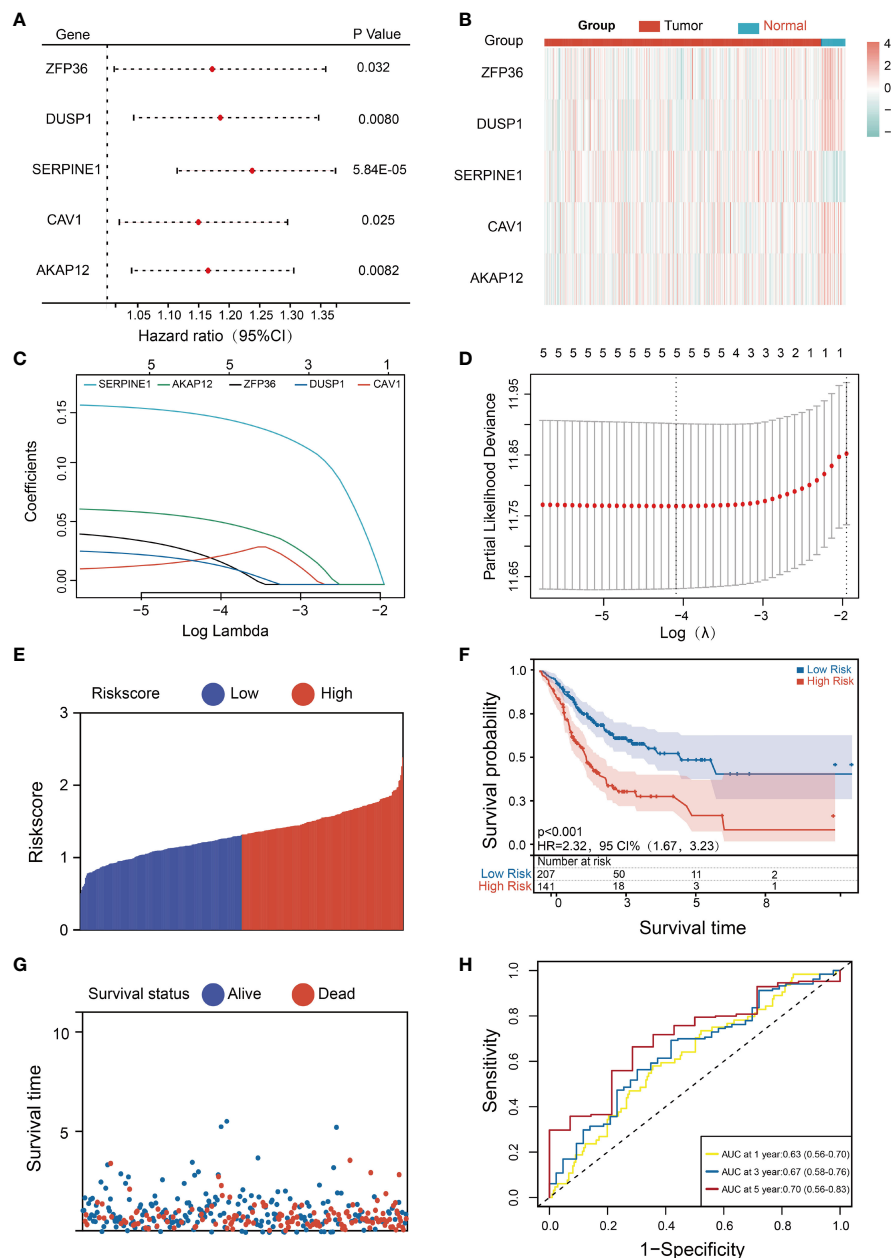 A
Gene P Value
ZFP36 0.032
DUSP1 0.0080
SERPINE1 5.84E-05
CAV1 0.025
AKAP12 0.0082
1.05 1.10 1.15 1.20 1.25 1.30 1.35
Hazard ratio（95%CI）
B
Group Tumor Normal
Group
ZFP36
DUSP1
SERPINE1
CAV1
AKAP12
4
2
0
−
−
C
5 5 3 1
SERPINE1 AKAP12 ZFP36 DUSP1 CAV1
Coefficients
0.15
0.10
0.05
0.00
−5 −4 −3 −2
Log Lambda
D
5 5 5 5 5 5 5 5 5 5 5 5 4 3 3 2 1 1
Partial Likelihood Deviance
11.95
11.85
11.75
11.65
−5 −4 −3 −2
Log（λ）
E
Riskscore Low High
Riskscore
3
2
1
0
F
Low Risk
High Risk
Survival probability
1.0
0.8
0.5
0.3
0.0
p<0.001
HR=2.32，95 CI%（1.67，3.23）
Number at risk
Low Risk 207 50 11 2
High Risk 141 18 3 1
0 3 5 8
Survival time
G
Survival status Alive Dead
Survival time
10
5
H
Sensitivity
1.0
0.8
0.6
0.4
0.2
0.0
AUC at 1 year:0.63 (0.56-0.70)
AUC at 3 year:0.67 (0.58-0.76)
AUC at 5 year:0.70 (0.56-0.83)
0.0 0.2 0.4 0.6 0.8 1.0
1−Specificity